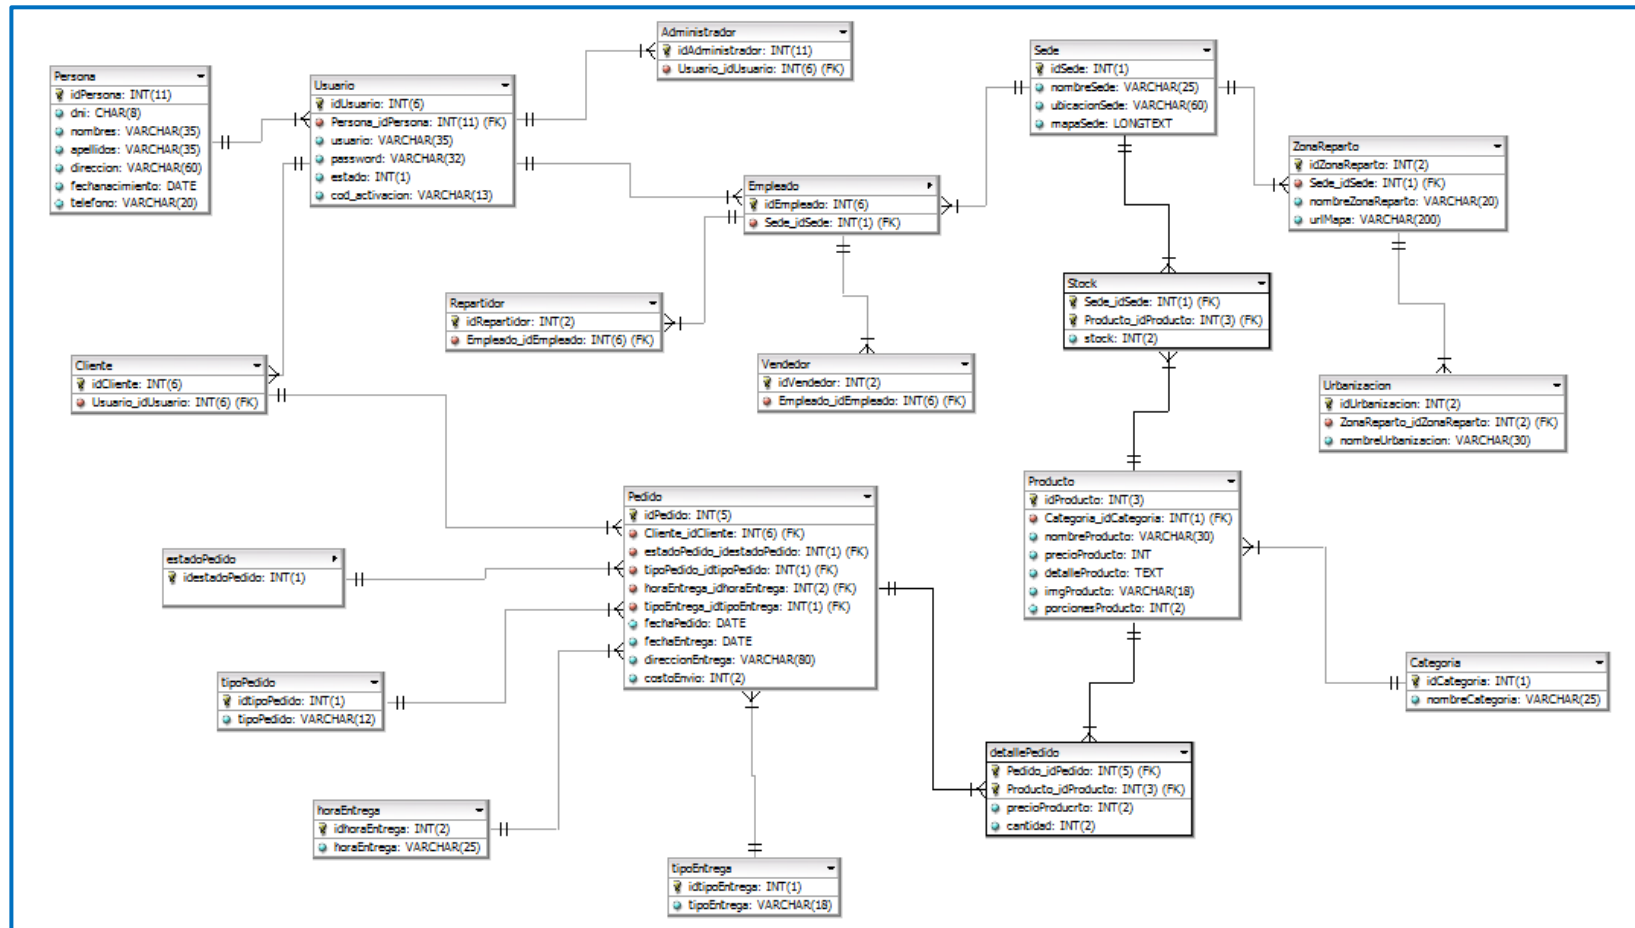 Administrador
idAdministrador: INT(11)
Usuario_idUsuario: INT(6) (FK)
Sede
idSede: INT(1)
nombreSede: VARCHAR(25)
ubicacionSede: VARCHAR(60)
mapaSede: LONGTEXT
Persona
idPersona: INT(11)
dni: CHAR(8)
nombres: VARCHAR(35)
apellidos: VARCHAR(35)
direccion: VARCHAR(60)
fechanacimiento: DATE
telefono: VARCHAR(20)
Usuario
idUsuario: INT(6)
Persona_idPersona: INT(11) (FK)
usuario: VARCHAR(35)
password: VARCHAR(32)
estado: INT(1)
cod_activacion: VARCHAR(13)
ZonaReparto
idZonaReparto: INT(2)
Sede_idSede: INT(1) (FK)
nombreZonaReparto: VARCHAR(20)
urlMapa: VARCHAR(200)
Empleado
idEmpleado: INT(6)
Sede_idSede: INT(1) (FK)
Stock
Sede_idSede: INT(1) (FK)
Producto_idProducto: INT(3) (FK)
stock: INT(2)
Repartidor
idRepartidor: INT(2)
Empleado_idEmpleado: INT(6) (FK)
Cliente
idCliente: INT(6)
Usuario_idUsuario: INT(6) (FK)
Vendedor
idVendedor: INT(2)
Empleado_idEmpleado: INT(6) (FK)
Urbanizacion
idUrbanizacion: INT(2)
ZonaReparto_idZonaReparto: INT(2) (FK)
nombreUrbanizacion: VARCHAR(30)
Producto
idProducto: INT(3)
Categoria_idCategoria: INT(1) (FK)
nombreProducto: VARCHAR(30)
precioProducto: INT
detalleProducto: TEXT
imgProducto: VARCHAR(18)
porcionesProducto: INT(2)
Pedido
idPedido: INT(5)
Cliente_idCliente: INT(6) (FK)
estadoPedido_idestadoPedido: INT(1) (FK)
tipoPedido_idtipoPedido: INT(1) (FK)
horaEntrega_idhoraEntrega: INT(2) (FK)
tipoEntrega_idtipoEntrega: INT(1) (FK)
fechaPedido: DATE
fechaEntrega: DATE
direccionEntrega: VARCHAR(80)
costoEnvio: INT(2)
estadoPedido
idestadoPedido: INT(1)
tipoPedido
idtipoPedido: INT(1)
tipoPedido: VARCHAR(12)
Categoria
idCategoria: INT(1)
nombreCategoria: VARCHAR(25)
detallePedido
Pedido_idPedido: INT(5) (FK)
Producto_idProducto: INT(3) (FK)
precioProducrto: INT(2)
cantidad: INT(2)
horaEntrega
idhoraEntrega: INT(2)
horaEntrega: VARCHAR(25)
tipoEntrega
idtipoEntrega: INT(1)
tipoEntrega: VARCHAR(18)